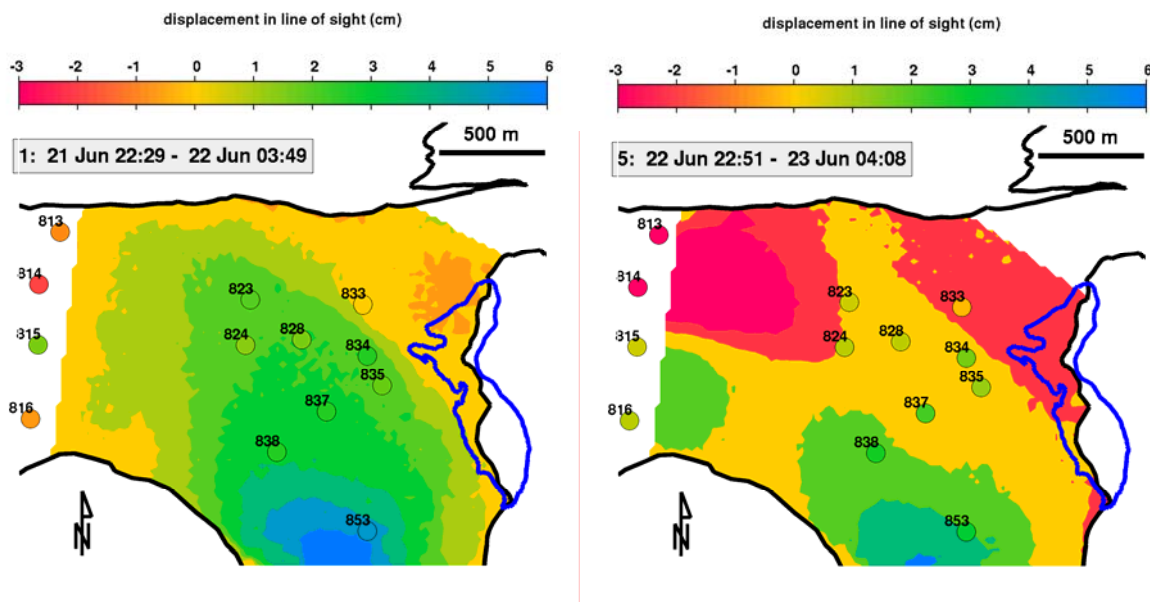 displacement in line of sight (cm)
-3 -2 -1 0 1 2 3 4 5 6
1: 21 Jun 22:29 - 22 Jun 03:49
500 m
813
814
815
816
823
824
828
833
834
835
837
838
853
N
displacement in line of sight (cm)
-3 -2 -1 0 1 2 3 4 5 6
5: 22 Jun 22:51 - 23 Jun 04:08
500 m
813
814
815
816
823
824
828
833
834
835
837
838
853
N